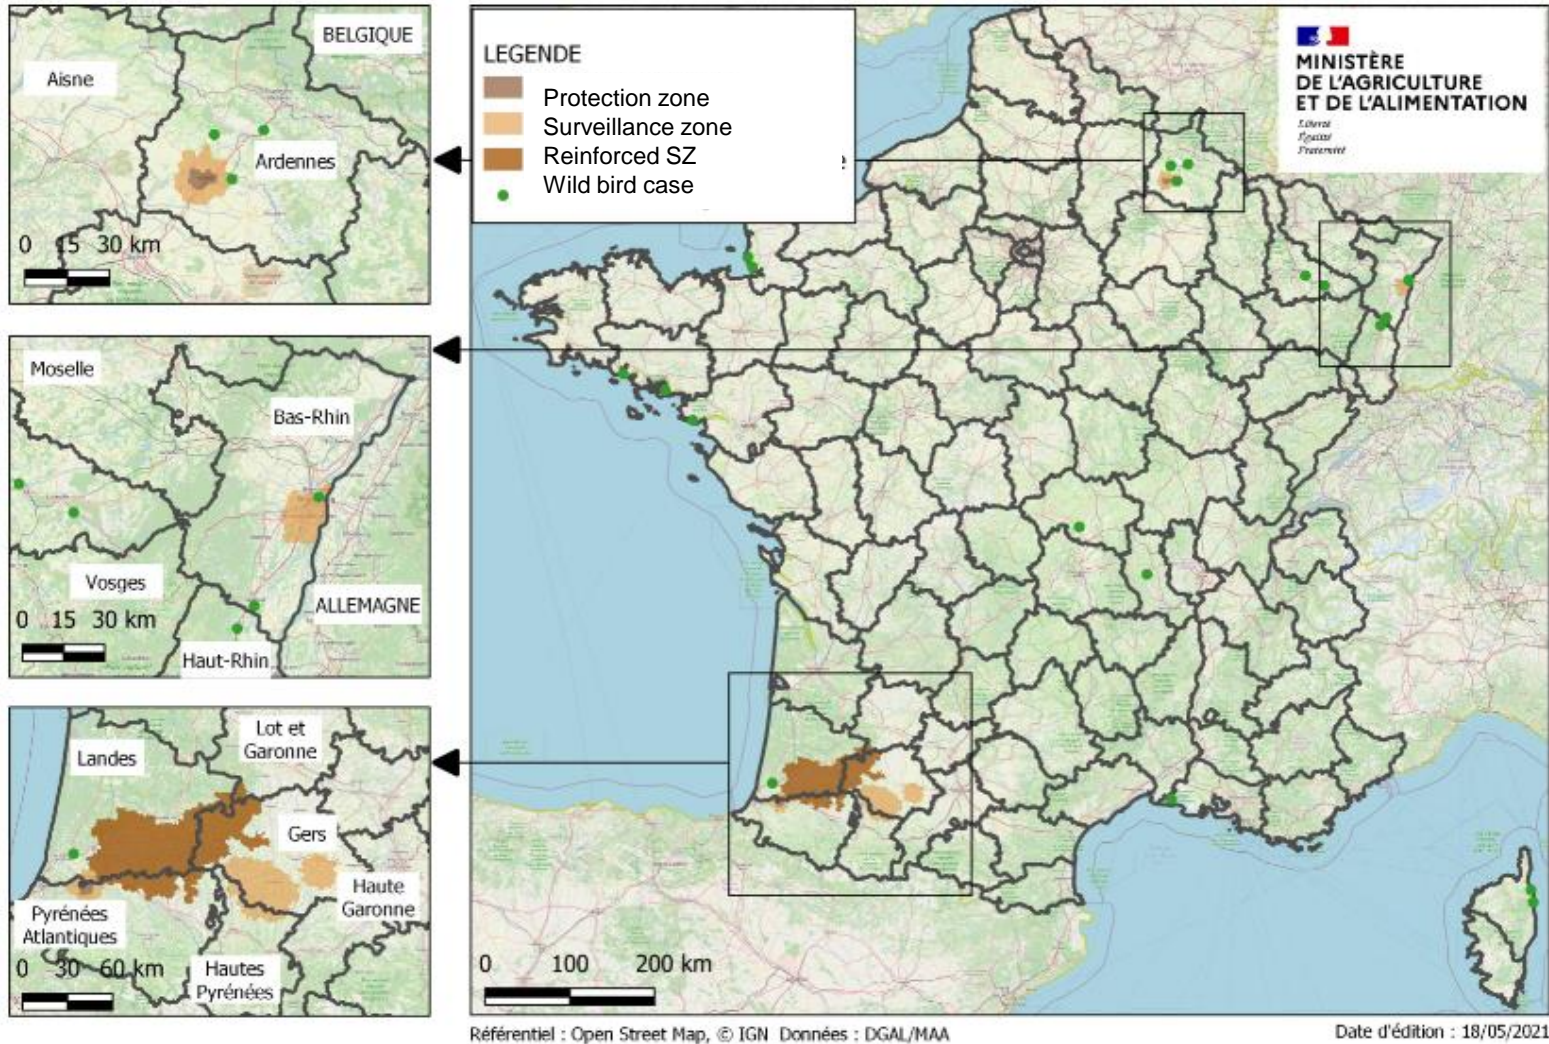 BELGIQUE
Aisne
Ardennes
0 15 30 km
Moselle
Bas-Rhin
Vosges
0 15 30 km
ALLEMAGNE
Haut-Rhin
Lot et
Garonne
Landes
Gers
Haute
Garonne
Pyrénées
Atlantiques
0 30 60 km
Hautes
Pyrénées
LEGENDE
Protection zone
Surveillance zone
Reinforced SZ
Wild bird case
MINISTÈRE
DE L'AGRICULTURE
ET DE L'ALIMENTATION
Liberté
Égalité
Fraternité
0 100 200 km
Référentiel : Open Street Map, © IGN Données : DGAL/MAA
Date d'édition : 18/05/2021